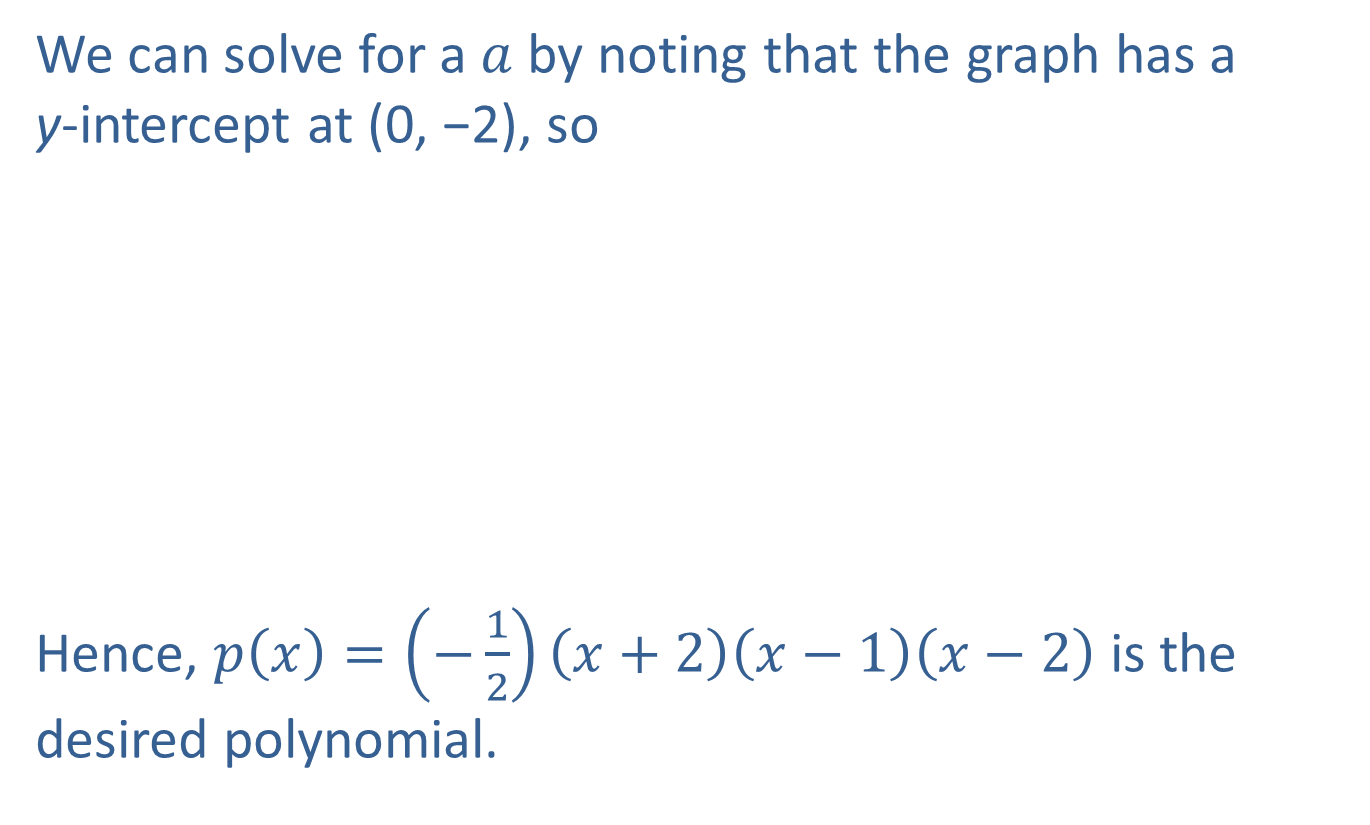 We can solve for a a by noting that the graph has a
y-intercept at (0, −2), so
Hence, p(x) = (−1/2)(x + 2)(x − 1)(x − 2) is the
desired polynomial.